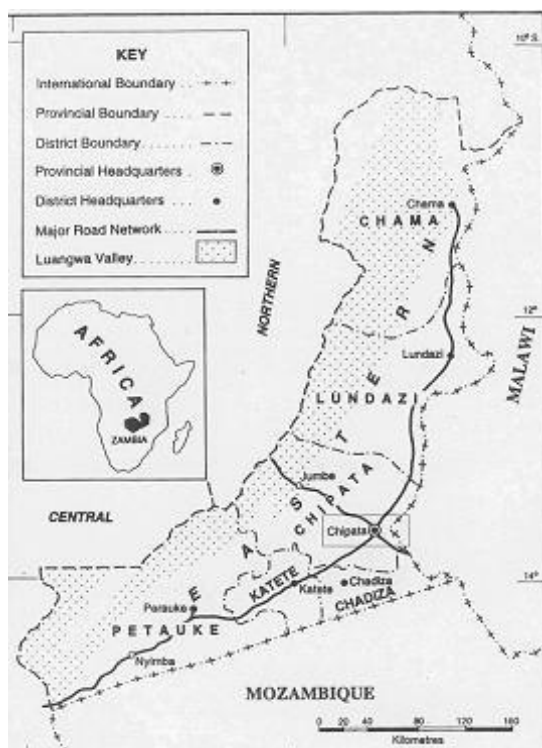 KEY
International Boundary
Provincial Boundary
District Boundary
Provincial Headquarters
District Headquarters
Major Road Network
Luangwa Valley
10° S.
Chama
CHAMA
NORTHERN
12°
MALAWI
Lundazi
LUNDAZI
AFRICA
ZAMBIA
EASTERN
Jumbe
CHIPATA
Chipata
CENTRAL
14°
KATETE
Katete
Chadiza
CHADIZA
Petauke
PETAUKE
Nyimba
MOZAMBIQUE
0 20 40 80 120 160
Kilometres